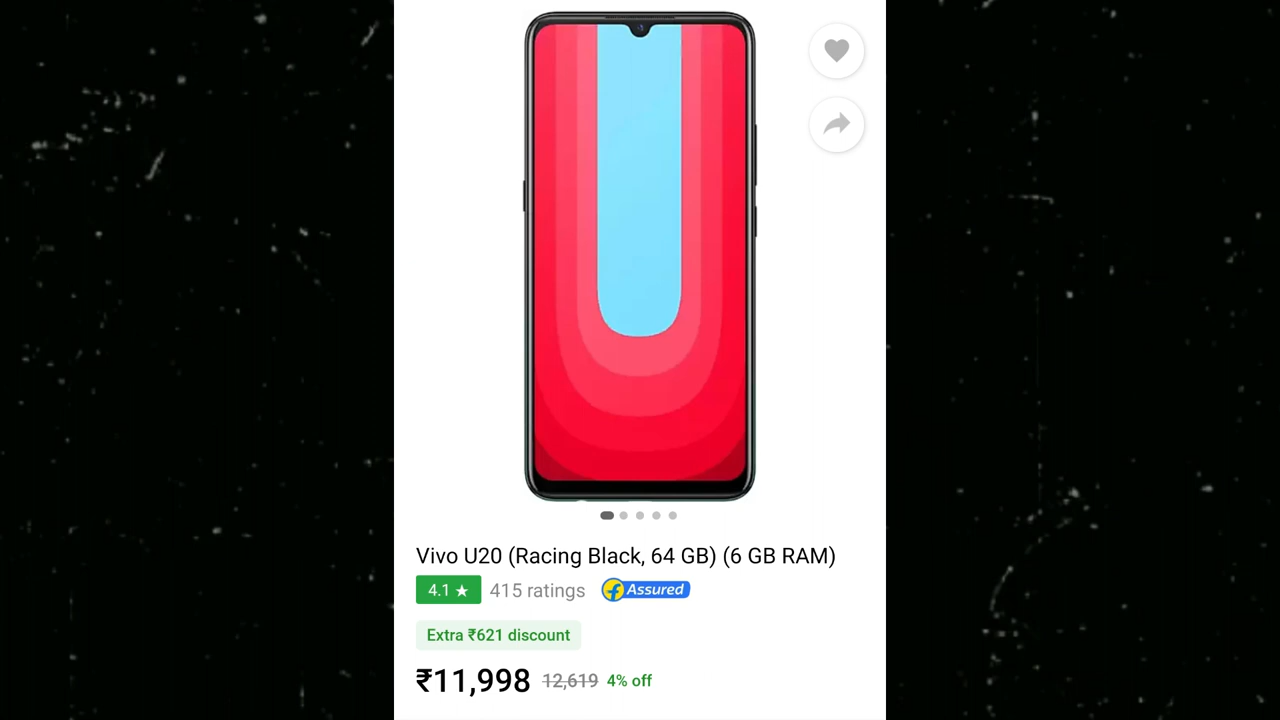 Vivo U20 (Racing Black, 64 GB) (6 GB RAM)
4.1 ★ 415 ratings f Assured
Extra ₹621 discount
₹11,998 12,619 4% off